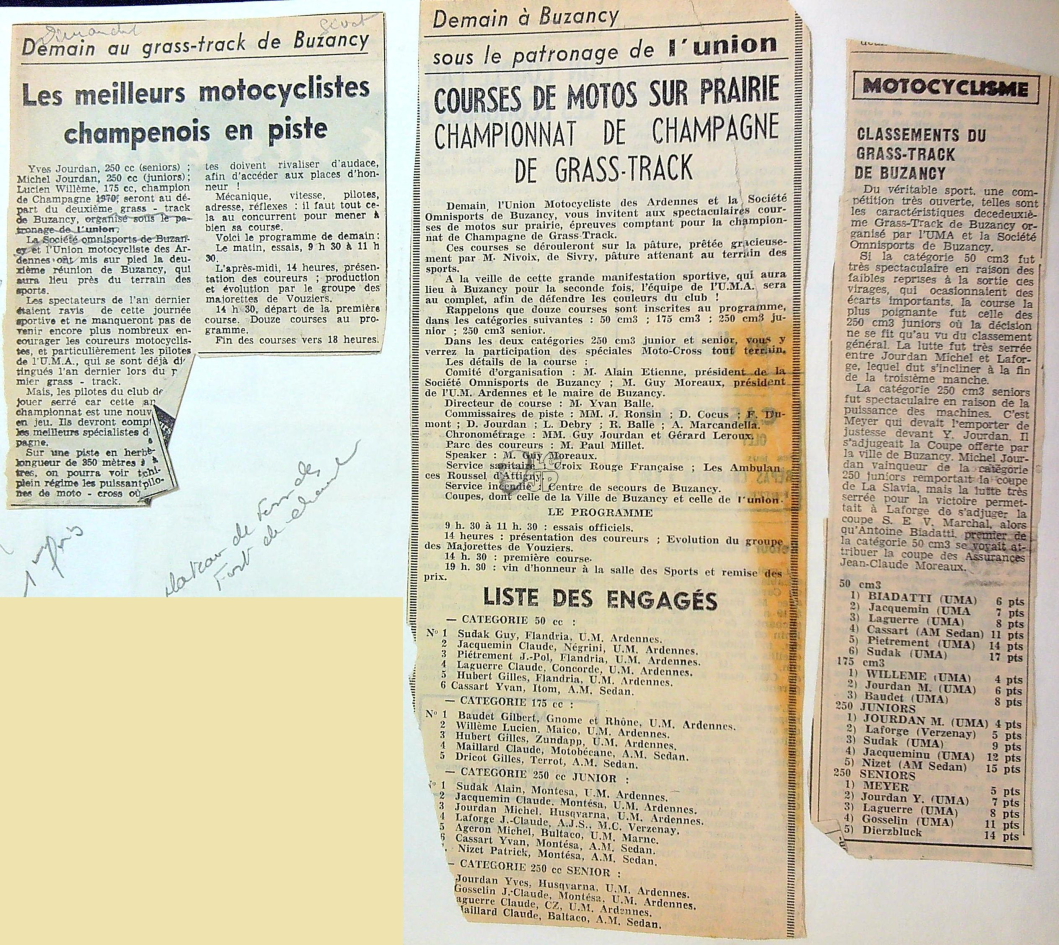 Dimanche
Demain au grass-track de Buzancy
Les meilleurs motocyclistes
champenois en piste
Yves Jourdan, 250 cc (seniors) ;
Michel Jourdan, 250 cc (juniors);
Lucien Willême, 175 cc, champion
de Champagne 1970, seront au dé-
part du deuxième grass - track
de Buzancy, organisé sous le pa-
tronage de l'union.
La Société omnisports de Buzan-
cy et l'Union motocycliste des Ar-
dennes ont mis sur pied la deu-
xième réunion de Buzancy, qui
aura lieu près du terrain des
sports.
Les spectateurs de l'an dernier
étaient ravis de cette journée
sportive et ne manqueront pas de
venir encore plus nombreux en-
courager les coureurs motocyclis-
tes, et particulièrement les pilotes
de l'U.M.A., qui se sont déjà di
tingués l'an dernier lors du
mier grass - track.
Mais, les pilotes du club de
jouer serré car cette an
championnat est une nouv
en jeu. Ils devront compt
les meilleurs spécialistes d
pagne.
Sur une piste en herbe
longueur de 350 mètres à
tres, on pourra voir
plein régime les puissant
nes de moto - cross où
tes doivent rivaliser d'audace,
afin d'accéder aux places d'hon-
neur !
Mécanique, vitesse, pilotes,
adresse, réflexes : il faut tout ce-
la au concurrent pour mener à
bien sa course.
Voici le programme de demain :
Le matin, essais, 9 h 30 à 11 h
30.
L'après-midi, 14 heures, présen-
tation des coureurs ; production
et évolution par le groupe des
majorettes de Vouziers.
14 h 30, départ de la première
course. Douze courses au pro-
gramme.
Fin des courses vers 18 heures.
Demain à Buzancy
sous le patronage de l'union
COURSES DE MOTOS SUR PRAIRIE
CHAMPIONNAT DE CHAMPAGNE
DE GRASS-TRACK
Demain, l'Union Motocycliste des Ardennes et la Société
Omnisports de Buzancy, vous invitent aux spectaculaires cour-
ses de motos sur prairie, épreuves comptant pour la champion-
nat de Champagne de Grass-Track.
Ces courses se dérouleront sur la pâture, prêtée gracieuse-
ment par M. Nivoix, de Sivry, pâture attenant au terrain des
sports.
A la veille de cette grande manifestation sportive, qui aura
lieu à Buzancy pour la seconde fois, l'équipe de l'U.M.A. sera
au complet, afin de défendre les couleurs du club !
Rappelons que douze courses sont inscrites au programme,
dans les catégories suivantes : 50 cm3 ; 175 cm3 ; 250 cm3 ju-
nior ; 250 cm3 senior.
Dans les deux catégories 250 cm3 junior et senior, vous y
verrez la participation des spéciales Moto-Cross tout terrain.
Les détails de la course :
Comité d'organisation : M. Alain Etienne, président de la
Société Omnisports de Buzancy ; M. Guy Moreaux, président
de l'U.M. Ardennes et le maire de Buzancy.
Directeur de course : M. Yvan Balle.
Commissaires de piste : MM. J. Ronsin ; D. Cocus ; F. Du-
mont ; D. Jourdan ; L. Debry ; R. Balle ; A. Marcandella.
Chronométrage : MM. Guy Jourdan et Gérard Leroux.
Parc des coureurs : M. Paul Millet.
Speaker : M. Guy Moreaux.
Service sanitaire : Croix Rouge Française ; Les Ambulan
ces Roussel d'Attigny.
Service incendie : Centre de secours de Buzancy.
Coupes, dont celle de la Ville de Buzancy et celle de l'union.
LE PROGRAMME
9 h. 30 à 11 h. 30 : essais officiels.
14 heures : présentation des coureurs ; Evolution du groupe
des Majorettes de Vouziers.
14 h. 30 : première course.
19 h. 30 : vin d'honneur à la salle des Sports et remise des
prix.
LISTE DES ENGAGÉS
— CATEGORIE 50 cc :
N° 1 Sudak Guy, Flandria, U.M. Ardennes.
2 Jacquemin Claude, Négrini, U.M. Ardennes.
3 Piétrement J.-Pol, Flandria, U.M. Ardennes.
4 Laguerre Claude, Concorde, U.M. Ardennes.
5 Hubert Gilles, Flandria, U.M. Ardennes.
6 Cassart Yvan, Itom, A.M. Sedan.
— CATEGORIE 175 cc :
N° 1 Baudet Gilbert, Gnome et Rhône, U.M. Ardennes.
2 Willême Lucien, Maico, U.M. Ardennes.
3 Hubert Gilles, Zundapp, U.M. Ardennes.
4 Maillard Claude, Motobécane, A.M. Sedan.
5 Dricot Gilles, Terrot, A.M. Sedan.
— CATEGORIE 250 cc JUNIOR :
1 Sudak Alain, Montesa, U.M. Ardennes.
2 Jacquemin Claude, Montésa, U.M. Ardennes.
3 Jourdan Michel, Husqvarna, U.M. Ardennes.
4 Laforge J.-Claude, A.J.S., M.C. Verzenay.
5 Ageron Michel, Bultaco, U.M. Marne.
6 Cassart Yvan, Montésa, A.M. Sedan.
Nizet Patrick, Montésa, A.M. Sedan.
— CATEGORIE 250 cc SENIOR :
Jourdan Yves, Husqvarna, U.M. Ardennes.
Gosselin J.-Claude, Montésa, U.M. Ardennes.
aguerre Claude, CZ, U.M. Ardennes.
Maillard Claude, Baltaco, A.M. Sedan.
MOTOCYCLISME
CLASSEMENTS DU
GRASS-TRACK
DE BUZANCY
Du véritable sport, une com-
pétition très ouverte, telles sont
les caractéristiques decedeuxiè-
me Grass-Track de Buzancy or-
ganisé par l'UMA et la Société
Omnisports de Buzancy.
Si la catégorie 50 cm3 fut
très spectaculaire en raison des
faibles reprises à la sortie des
virages, qui ocasionnaient des
écarts importants, la course la
plus poignante fut celle des
250 cm3 juniors où la décision
ne se fit qu'au vu du classement
général. La lutte fut très serrée
entre Jourdan Michel et Lafor-
ge, lequel dut s'incliner à la fin
de la troisième manche.
La catégorie 250 cm3 seniors
fut spectaculaire en raison de la
puissance des machines. C'est
Meyer qui devait l'emporter de
justesse devant Y. Jourdan. Il
s'adjugeait la Coupe offerte par
la ville de Buzancy. Michel Jour-
dan vainqueur de la catégorie
250 juniors remportait la coupe
de La Slavia, mais la lutte très
serrée pour la victoire permet-
tait à Laforge de s'adjuger la
coupe S. E. V. Marchal, alors
qu'Antoine Biadatti, premier de
la catégorie 50 cm3 se voyait at-
tribuer la coupe des Assurances
Jean-Claude Moreaux.
50 cm3
1) BIADATTI (UMA) 6 pts
2) Jacquemin (UMA 7 pts
3) Laguerre (UMA) 8 pts
4) Cassart (AM Sedan) 11 pts
5) Pietrement (UMA) 14 pts
6) Sudak (UMA) 17 pts
175 cm3
1) WILLEME (UMA) 4 pts
2) Jourdan M. (UMA) 6 pts
3) Baudet (UMA) 8 pts
250 JUNIORS
1) JOURDAN M. (UMA) 4 pts
2) Laforge (Verzenay) 5 pts
3) Sudak (UMA) 9 pts
4) Jacqueminu (UMA) 12 pts
5) Nizet (AM Sedan) 15 pts
250 SENIORS
1) MEYER 5 pts
2) Jourdan Y. (UMA) 7 pts
3) Laguerre (UMA) 8 pts
4) Gosselin (UMA) 11 pts
5) Dierzbluck 14 pts